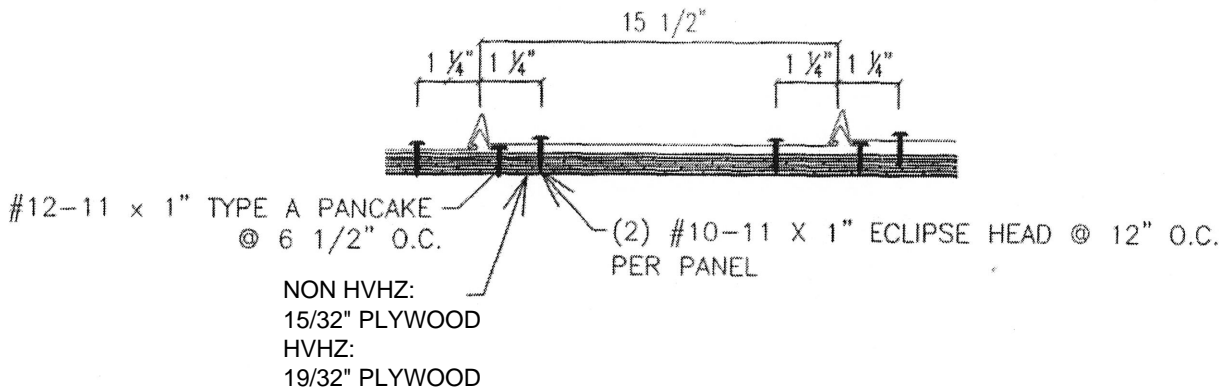 15 1/2"
1 ¼" 1 ¼" 1 ¼" 1 ¼"
#12-11 x 1" TYPE A PANCAKE
@ 6 1/2" O.C.
(2) #10-11 X 1" ECLIPSE HEAD @ 12" O.C.
PER PANEL
NON HVHZ:
15/32" PLYWOOD
HVHZ:
19/32" PLYWOOD